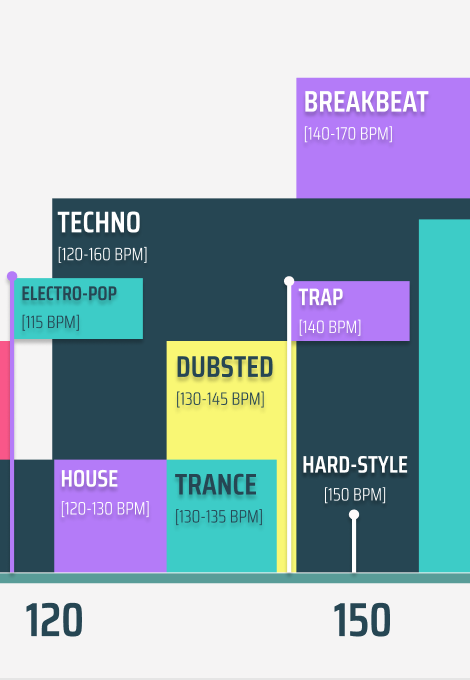 BREAKBEAT
[140-170 BPM]
TECHNO
[120-160 BPM]
ELECTRO-POP
[115 BPM]
TRAP
[140 BPM]
DUBSTED
[130-145 BPM]
HARD-STYLE
[150 BPM]
HOUSE
[120-130 BPM]
TRANCE
[130-135 BPM]
120
150